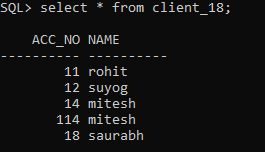 SQL> select * from client_18;
ACC_NO NAME
---------- ----------
11 rohit
12 suyog
14 mitesh
114 mitesh
18 saurabh